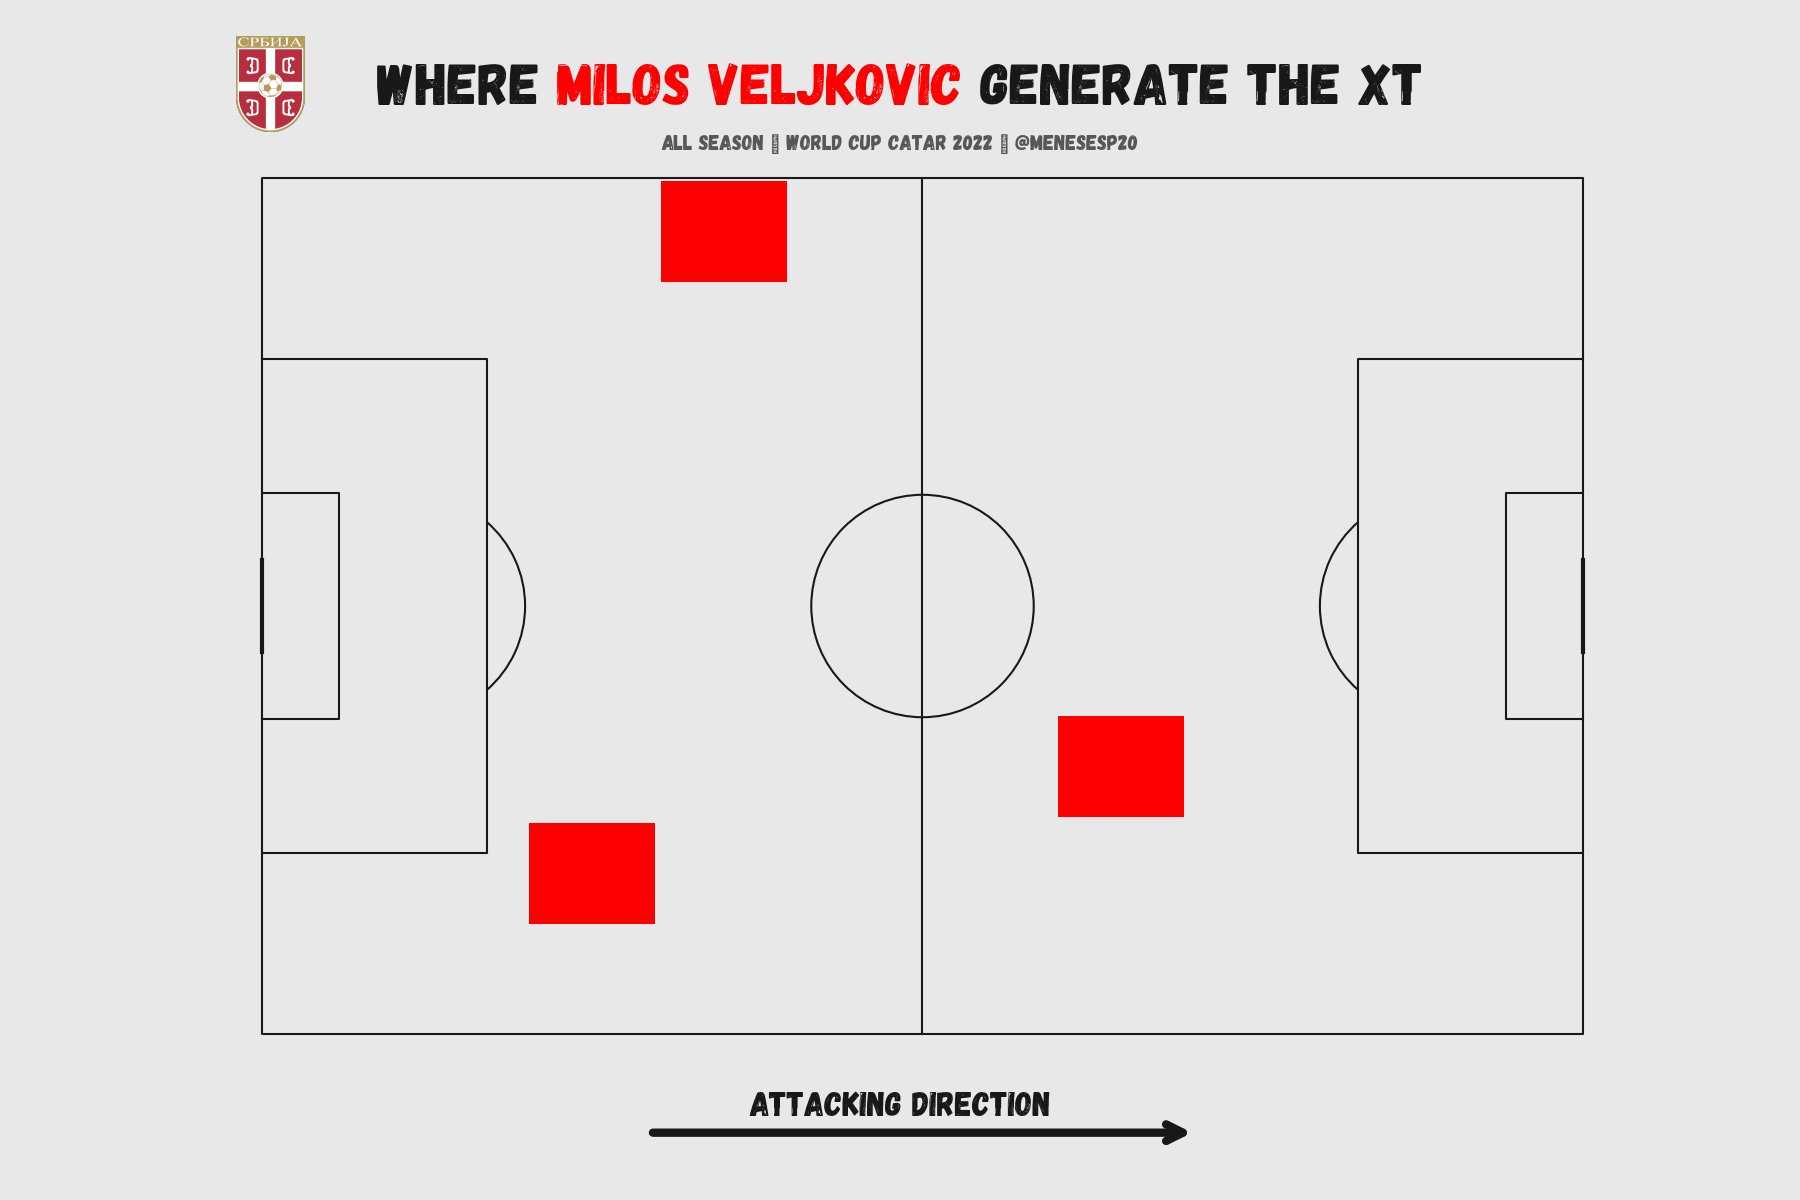 СРБИЈА
WHERE MILOS VELJKOVIC GENERATE THE XT
ALL SEASON ▯ WORLD CUP CATAR 2022 ▯ @MENESESP20
ATTACKING DIRECTION